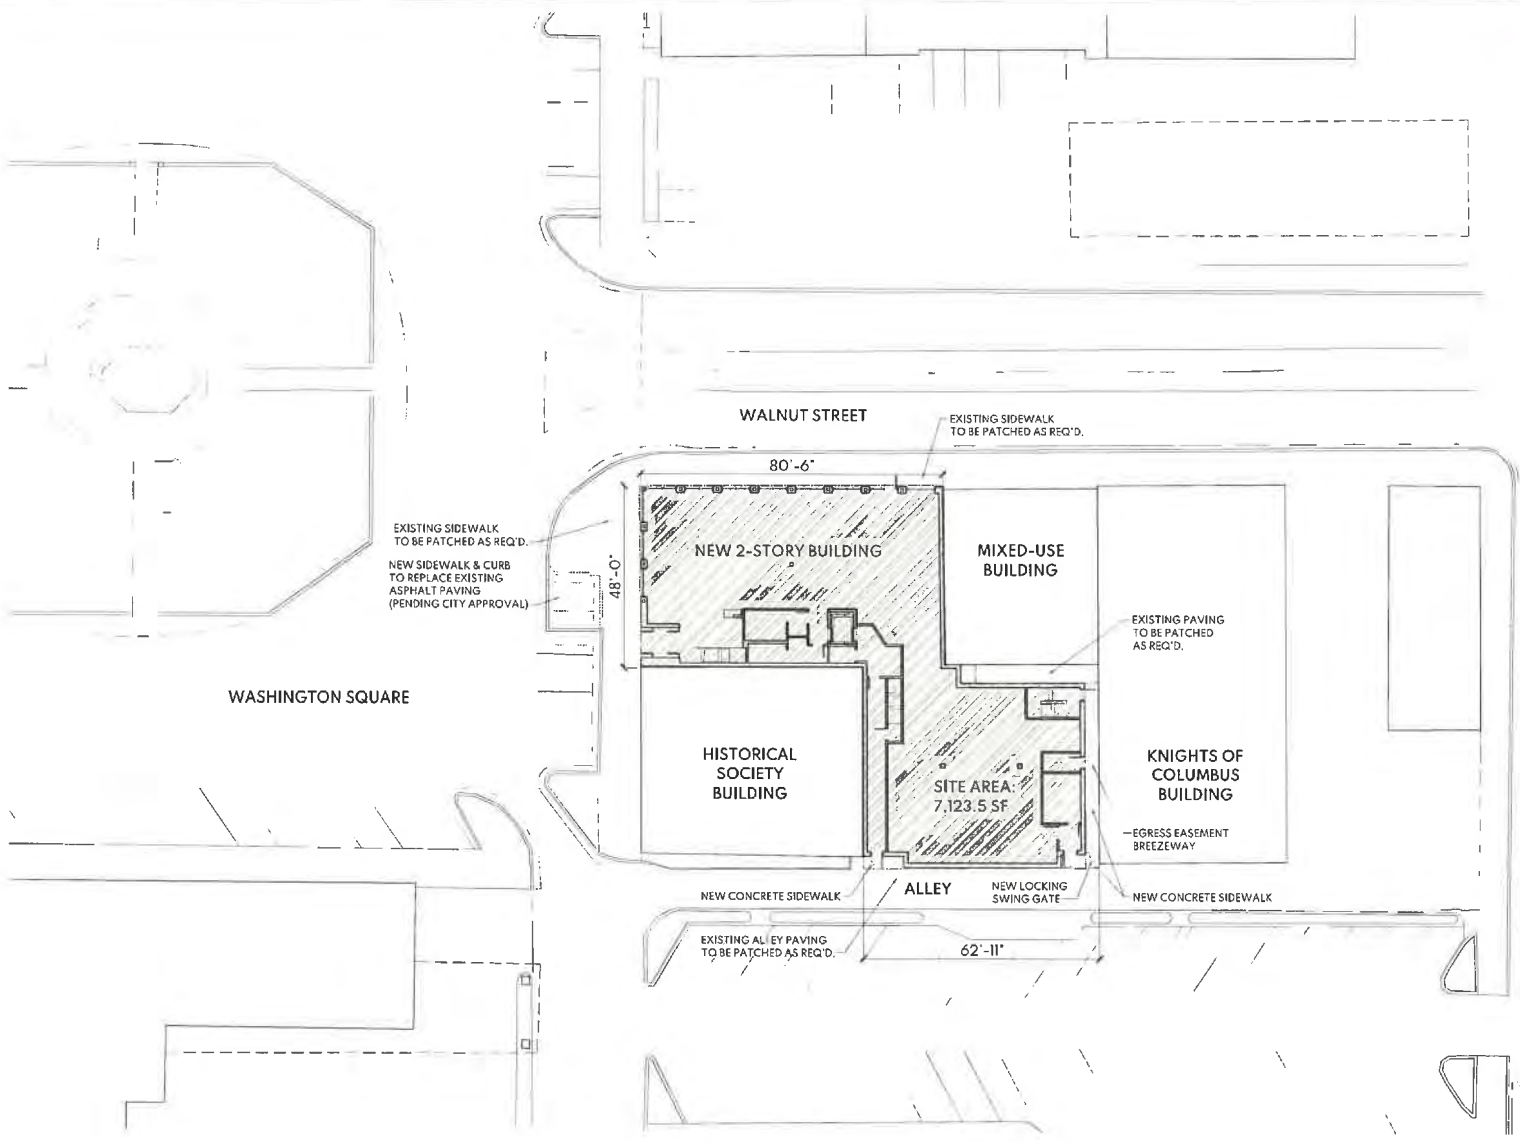 WALNUT STREET
EXISTING SIDEWALK
TO BE PATCHED AS REQ'D.
80'-6"
EXISTING SIDEWALK
TO BE PATCHED AS REQ'D.
NEW SIDEWALK & CURB
TO REPLACE EXISTING
ASPHALT PAVING
(PENDING CITY APPROVAL)
48'-0"
NEW 2-STORY BUILDING
MIXED-USE
BUILDING
EXISTING PAVING
TO BE PATCHED
AS REQ'D.
WASHINGTON SQUARE
HISTORICAL
SOCIETY
BUILDING
SITE AREA:
7,123.5 SF
KNIGHTS OF
COLUMBUS
BUILDING
EGRESS EASEMENT
BREEZEWAY
NEW CONCRETE SIDEWALK
ALLEY
NEW LOCKING
SWING GATE
NEW CONCRETE SIDEWALK
EXISTING ALLEY PAVING
TO BE PATCHED AS REQ'D.
62'-11"